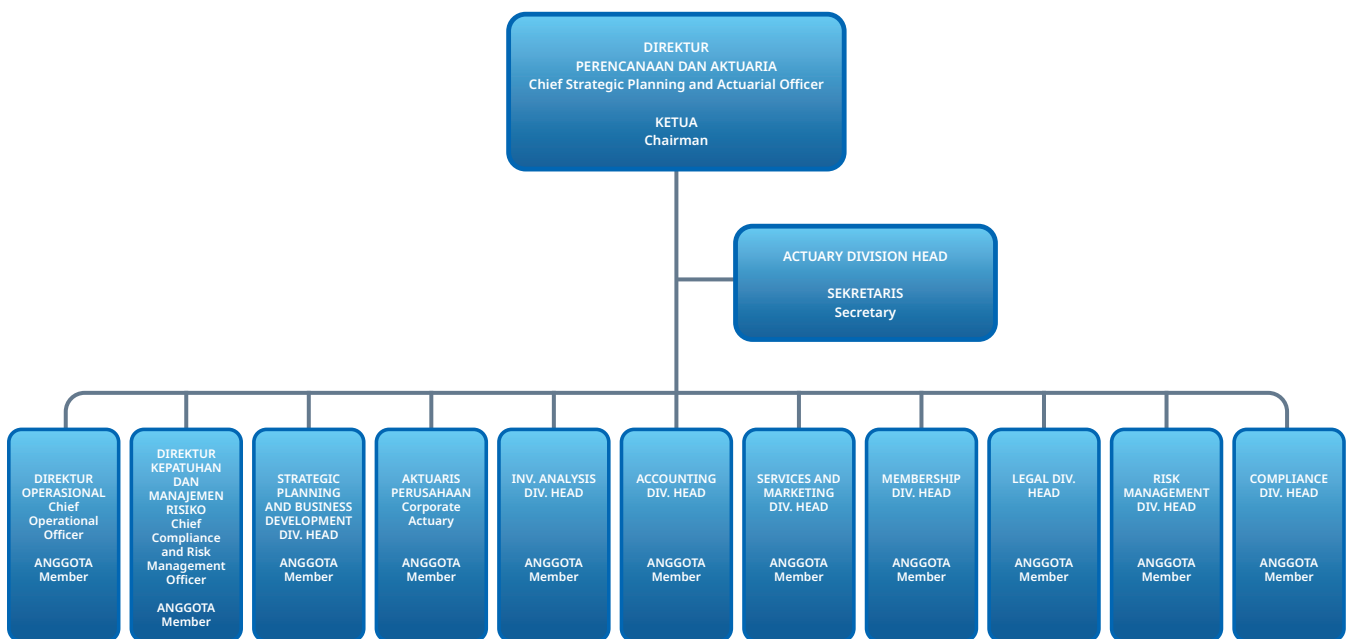 DIREKTUR
PERENCANAAN DAN AKTUARIA
Chief Strategic Planning and Actuarial Officer
KETUA
Chairman
ACTUARY DIVISION HEAD
SEKRETARIS
Secretary
DIREKTUR
OPERASIONAL
Chief
Operational
Officer
ANGGOTA
Member
DIREKTUR
KEPATUHAN
DAN
MANAJEMEN
RISIKO
Chief
Compliance
and Risk
Management
Officer
ANGGOTA
Member
STRATEGIC
PLANNING
AND BUSINESS
DEVELOPMENT
DIV. HEAD
ANGGOTA
Member
AKTUARIS
PERUSAHAAN
Corporate
Actuary
ANGGOTA
Member
INV. ANALYSIS
DIV. HEAD
ANGGOTA
Member
ACCOUNTING
DIV. HEAD
ANGGOTA
Member
SERVICES AND
MARKETING
DIV. HEAD
ANGGOTA
Member
MEMBERSHIP
DIV. HEAD
ANGGOTA
Member
LEGAL DIV.
HEAD
ANGGOTA
Member
RISK
MANAGEMENT
DIV. HEAD
ANGGOTA
Member
COMPLIANCE
DIV. HEAD
ANGGOTA
Member